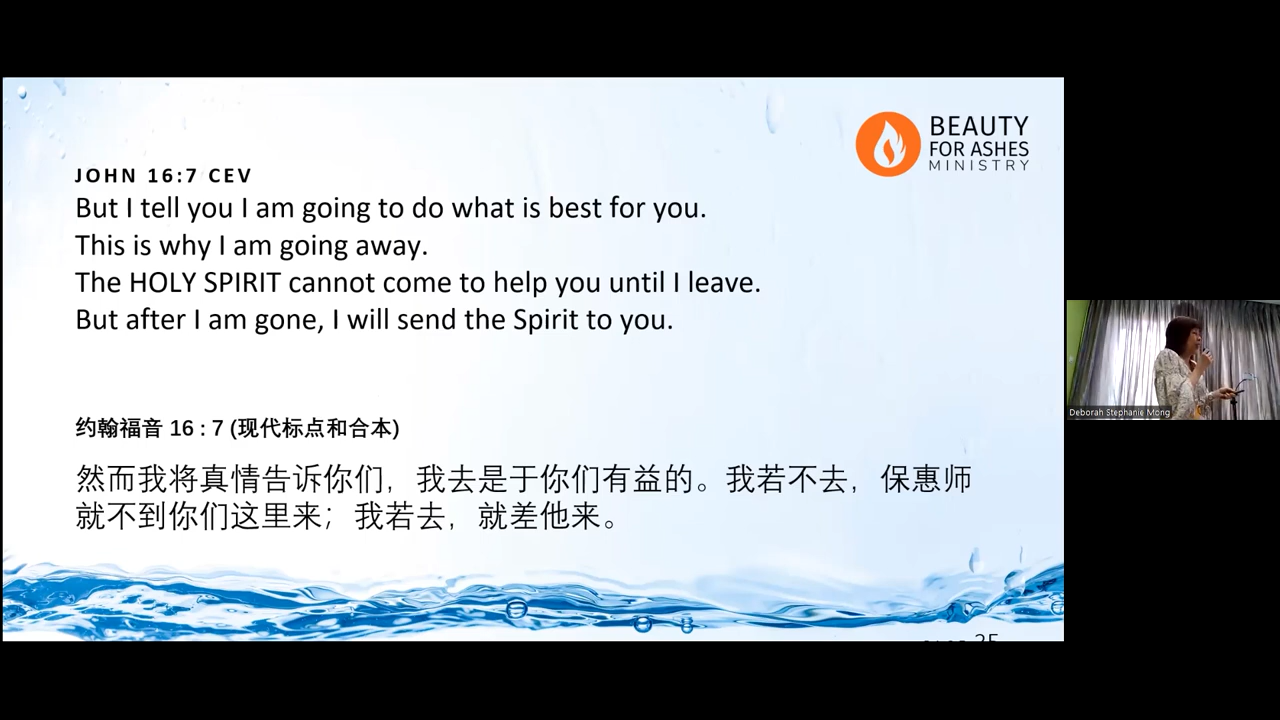 BEAUTY
FOR ASHES
MINISTRY
JOHN 16:7 CEV
But I tell you I am going to do what is best for you.
This is why I am going away.
The HOLY SPIRIT cannot come to help you until I leave.
But after I am gone, I will send the Spirit to you.
约翰福音 16 : 7 (现代标点和合本)
然而我将真情告诉你们，我去是于你们有益的。我若不去，保惠师
就不到你们这里来；我若去，就差他来。
Deborah Stephanie Mong